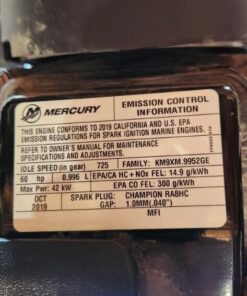 MERCURY
EMISSION CONTROL
INFORMATION
THIS ENGINE CONFORMS TO 2019 CALIFORNIA AND U.S. EPA
EMISSION REGULATIONS FOR SPARK IGNITION MARINE ENGINES.
REFER TO OWNER'S MANUAL FOR MAINTENANCE
SPECIFICATIONS AND ADJUSTMENTS.
IDLE SPEED (in gear) 725 FAMILY: KM9XM.9952GE
60 hp 0.996 L EPA/CA HC + NOx FEL: 14.9 g/kWh
Max Pwr: 42 kW EPA CO FEL: 300 g/kWh
OCT 2019 SPARK PLUG: CHAMPION RA8HC
GAP: 1.0MM(.040")
MFI